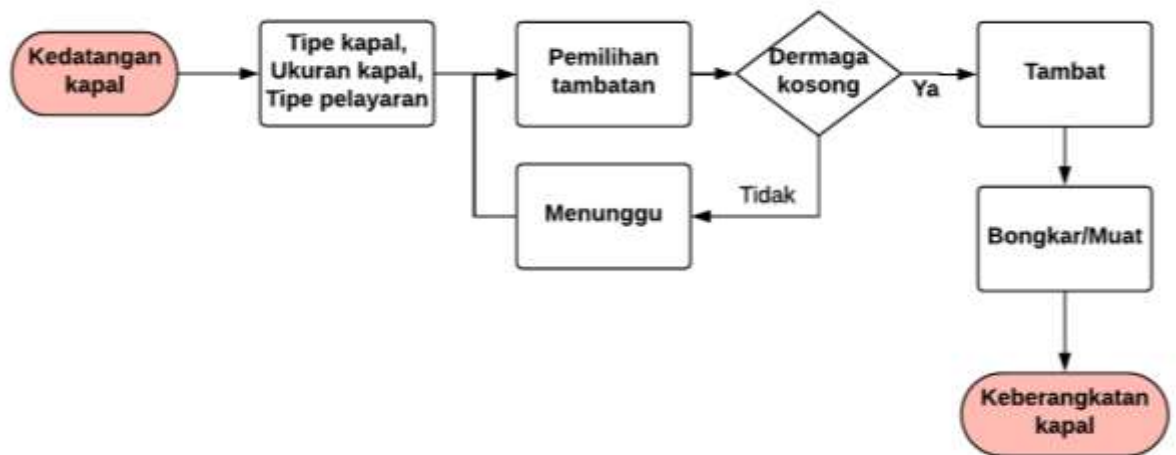 Kedatangan
kapal
Tipe kapal,
Ukuran kapal,
Tipe pelayaran
Pemilihan
tambatan
Dermaga
kosong
Ya
Tambat
Menunggu
Tidak
Bongkar/Muat
Keberangkatan
kapal